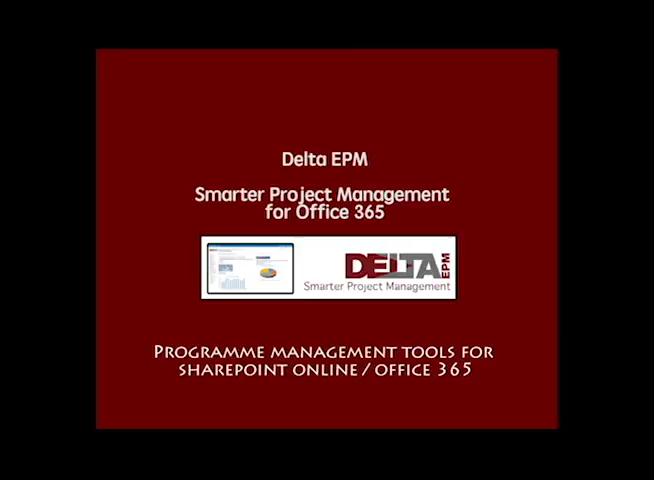 Delta EPM
Smarter Project Management
for Office 365
DELTA EPM
Smarter Project Management
PROGRAMME MANAGEMENT TOOLS FOR
SHAREPOINT ONLINE / OFFICE 365